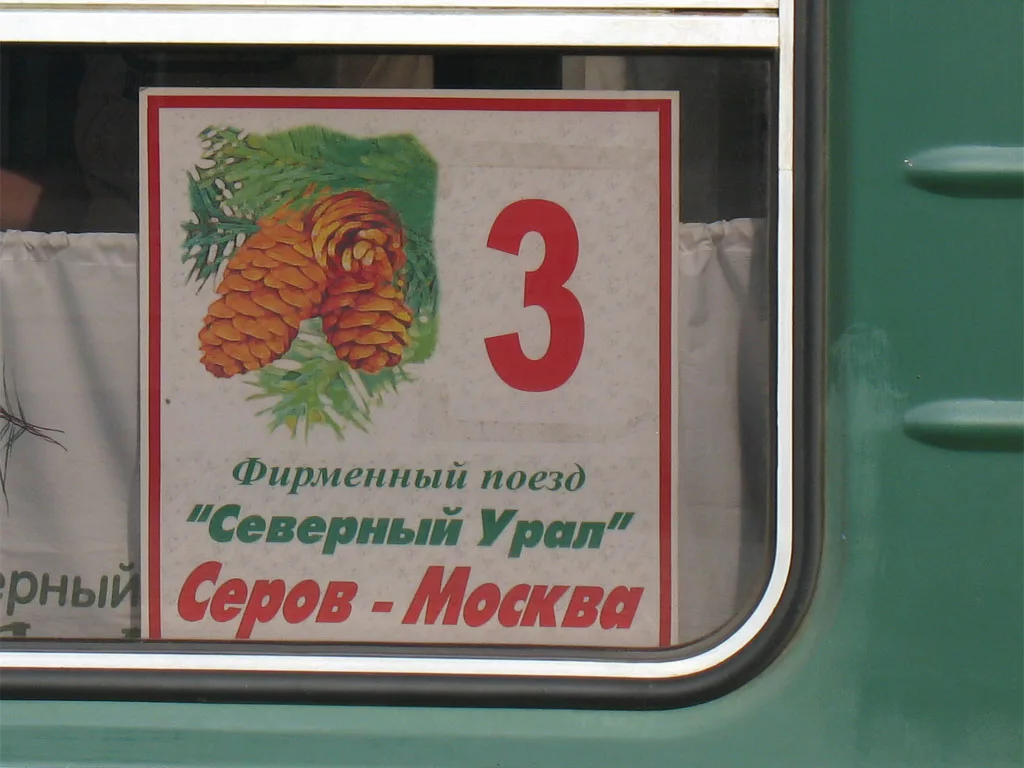 3
Фирменный поезд
"Северный Урал"
Серов - Москва